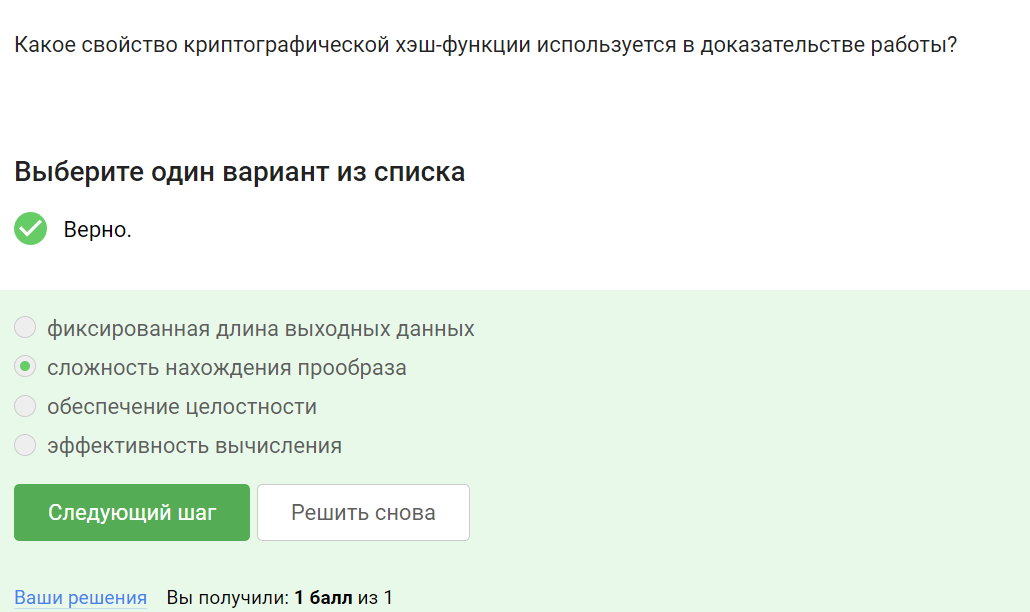 Какое свойство криптографической хэш-функции используется в доказательстве работы?
Выберите один вариант из списка
Верно.
фиксированная длина выходных данных
сложность нахождения прообраза
обеспечение целостности
эффективность вычисления
Следующий шаг
Решить снова
Ваши решения Вы получили: 1 балл из 1